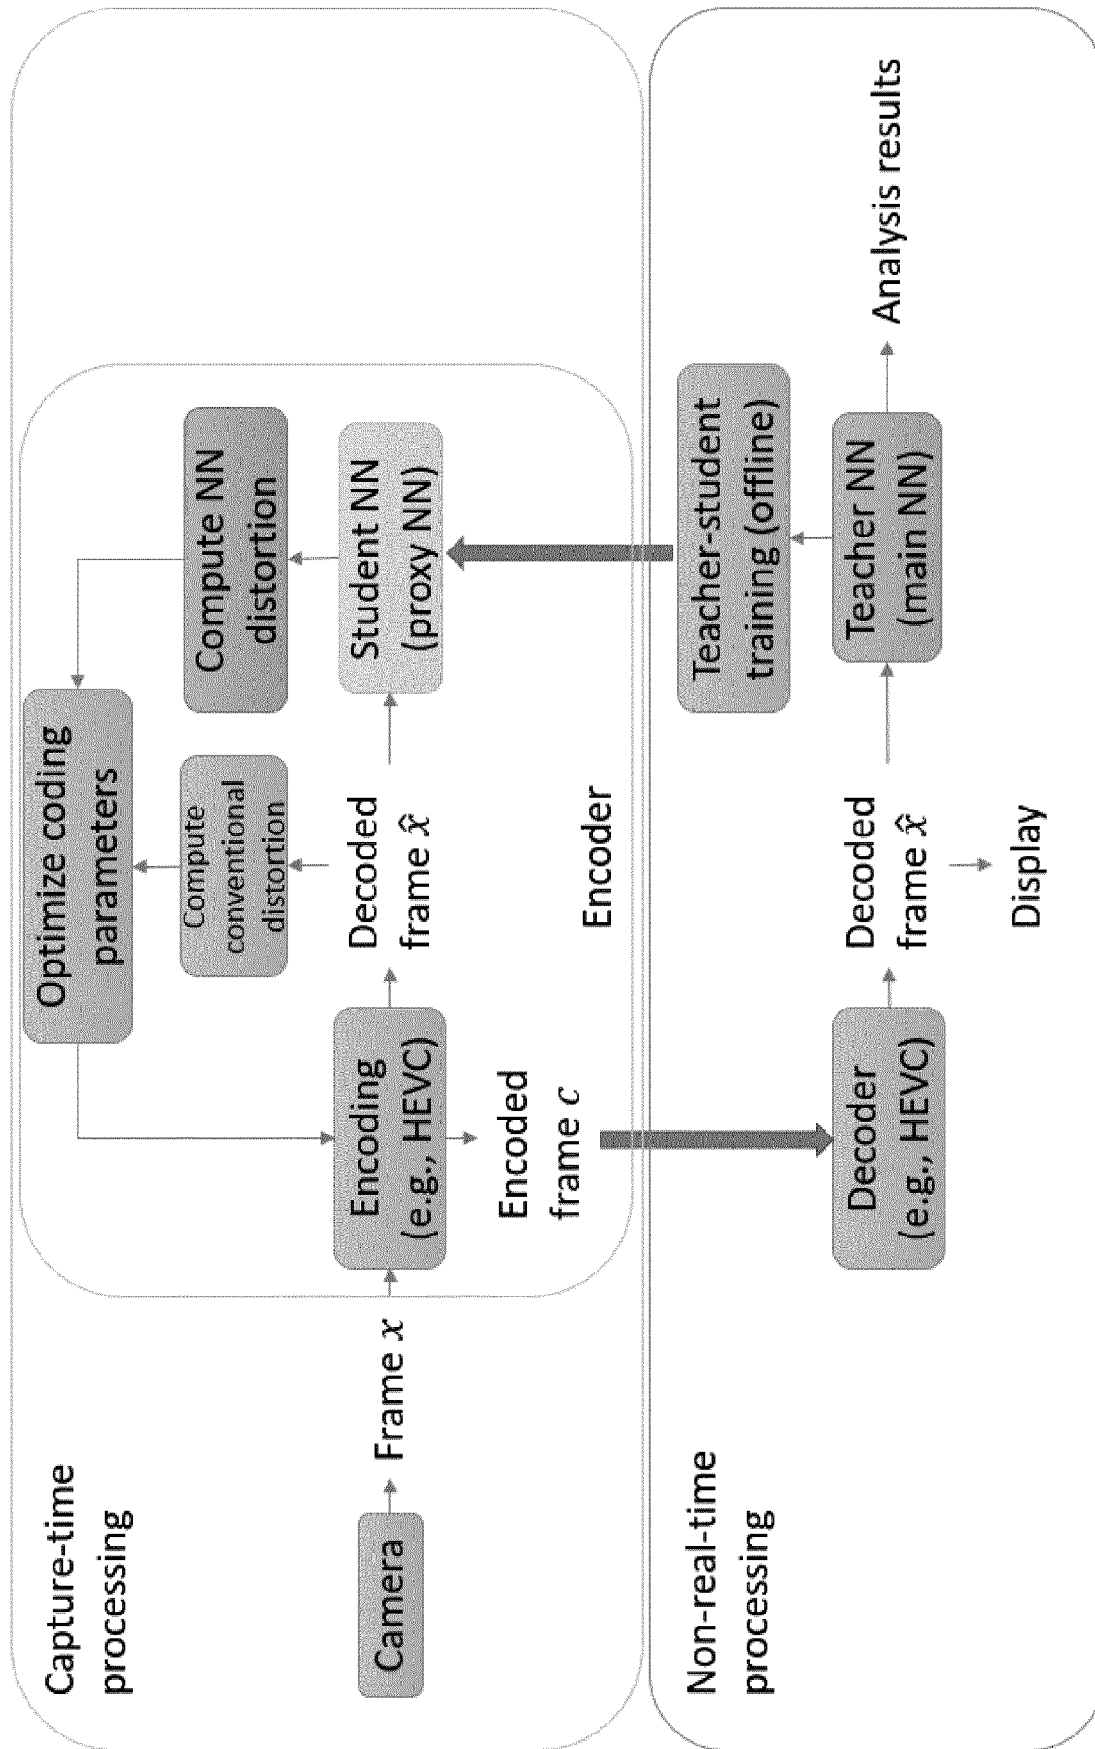 Capture-time
processing
Camera
Frame x
Encoding
(e.g., HEVC)
Encoded
frame c
Optimize coding
parameters
Compute
conventional
distortion
Decoded
frame x̂
Compute NN
distortion
Student NN
(proxy NN)
Encoder
Non-real-time
processing
Decoder
(e.g., HEVC)
Decoded
frame x̂
Display
Teacher-student
training (offline)
Teacher NN
(main NN)
Analysis results